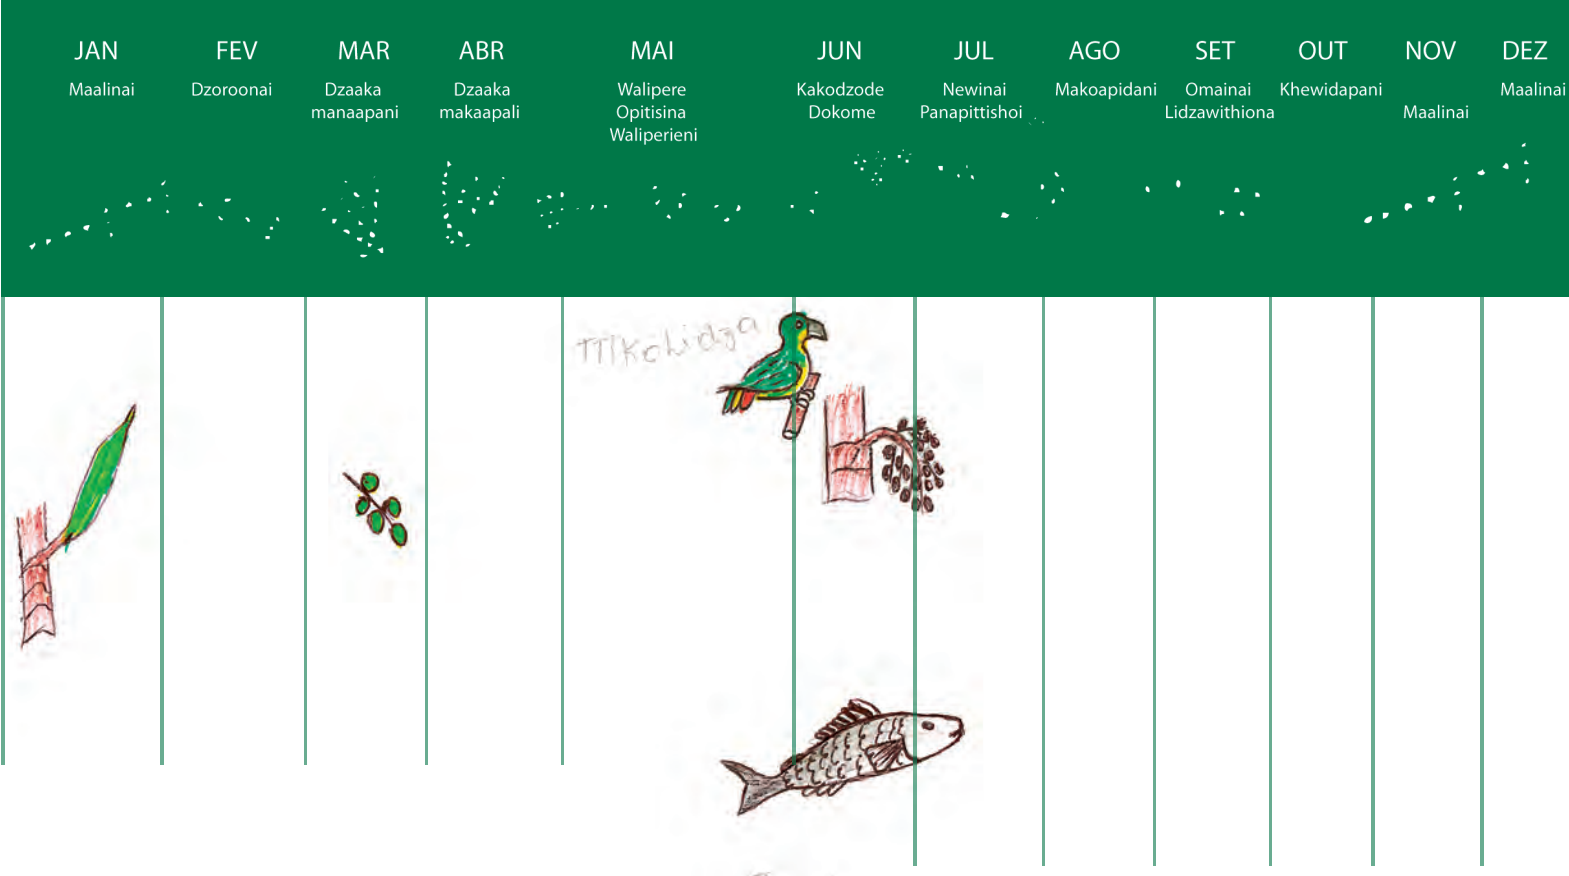 JAN FEV MAR ABR MAI JUN JUL AGO SET OUT NOV DEZ
Maalinai Dzoroonai Dzaaka Dzaaka Walipere Kakodzode Newinai Makoapidani Omainai Khewidapani Maalinai
manaapani makaapali Opitisina Dokome Panapittishoi Lidzawithiona Maalinai
Waliperieni